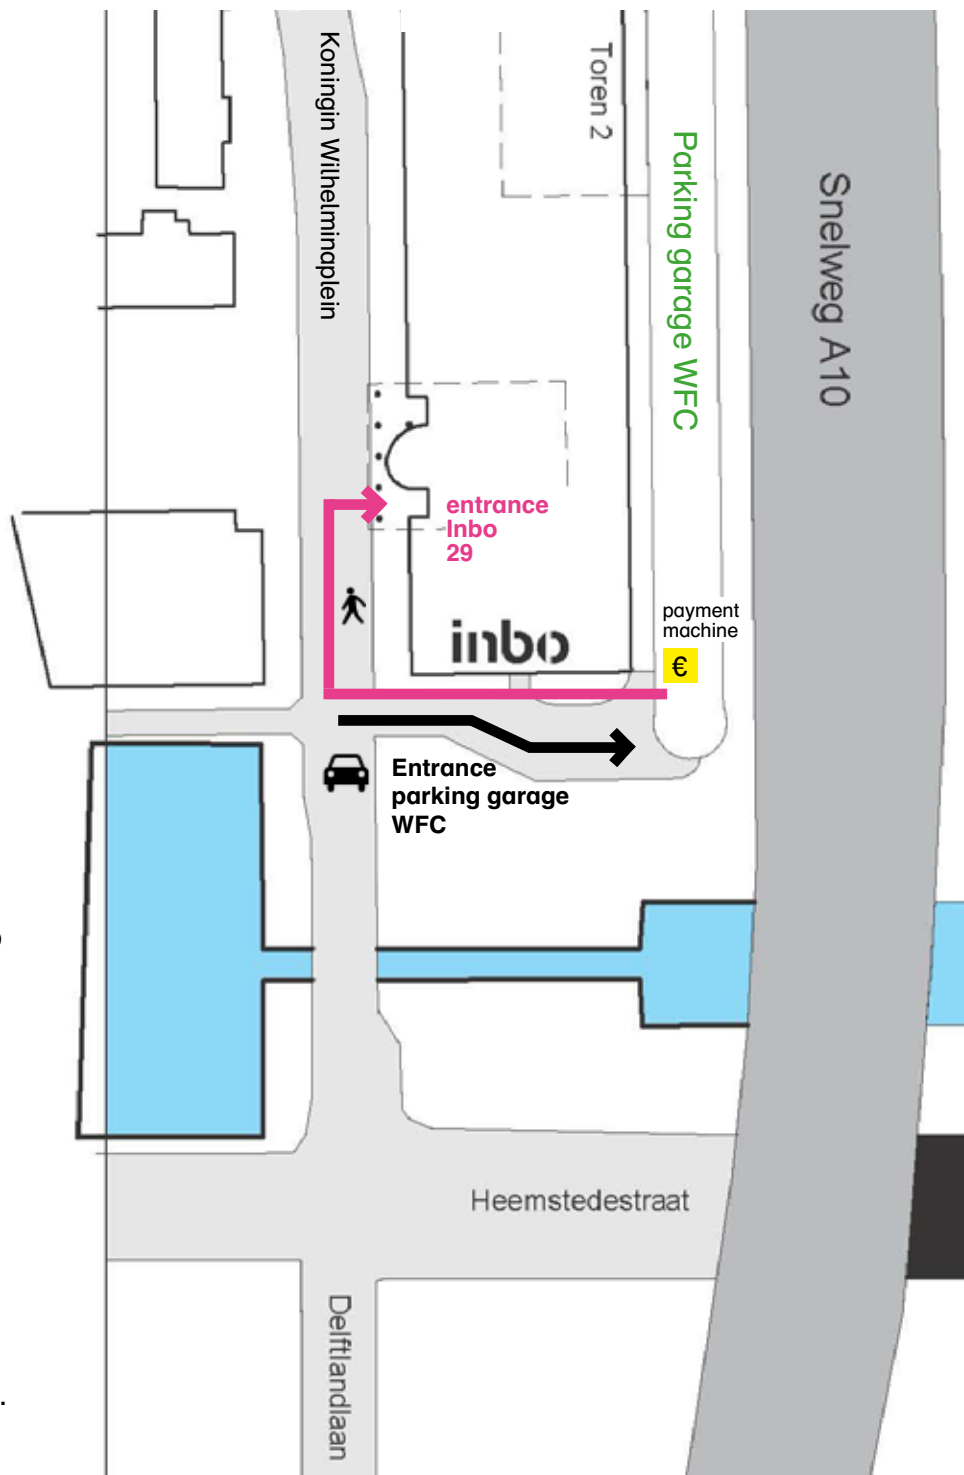 Koningin Wilhelminaplein
Toren 2
Parking garage WFC
Snelweg A10
entrance
Inbo
29
inbo
payment
machine
€
Entrance
parking garage
WFC
Heemstedestraat
Delftlandlaan
.